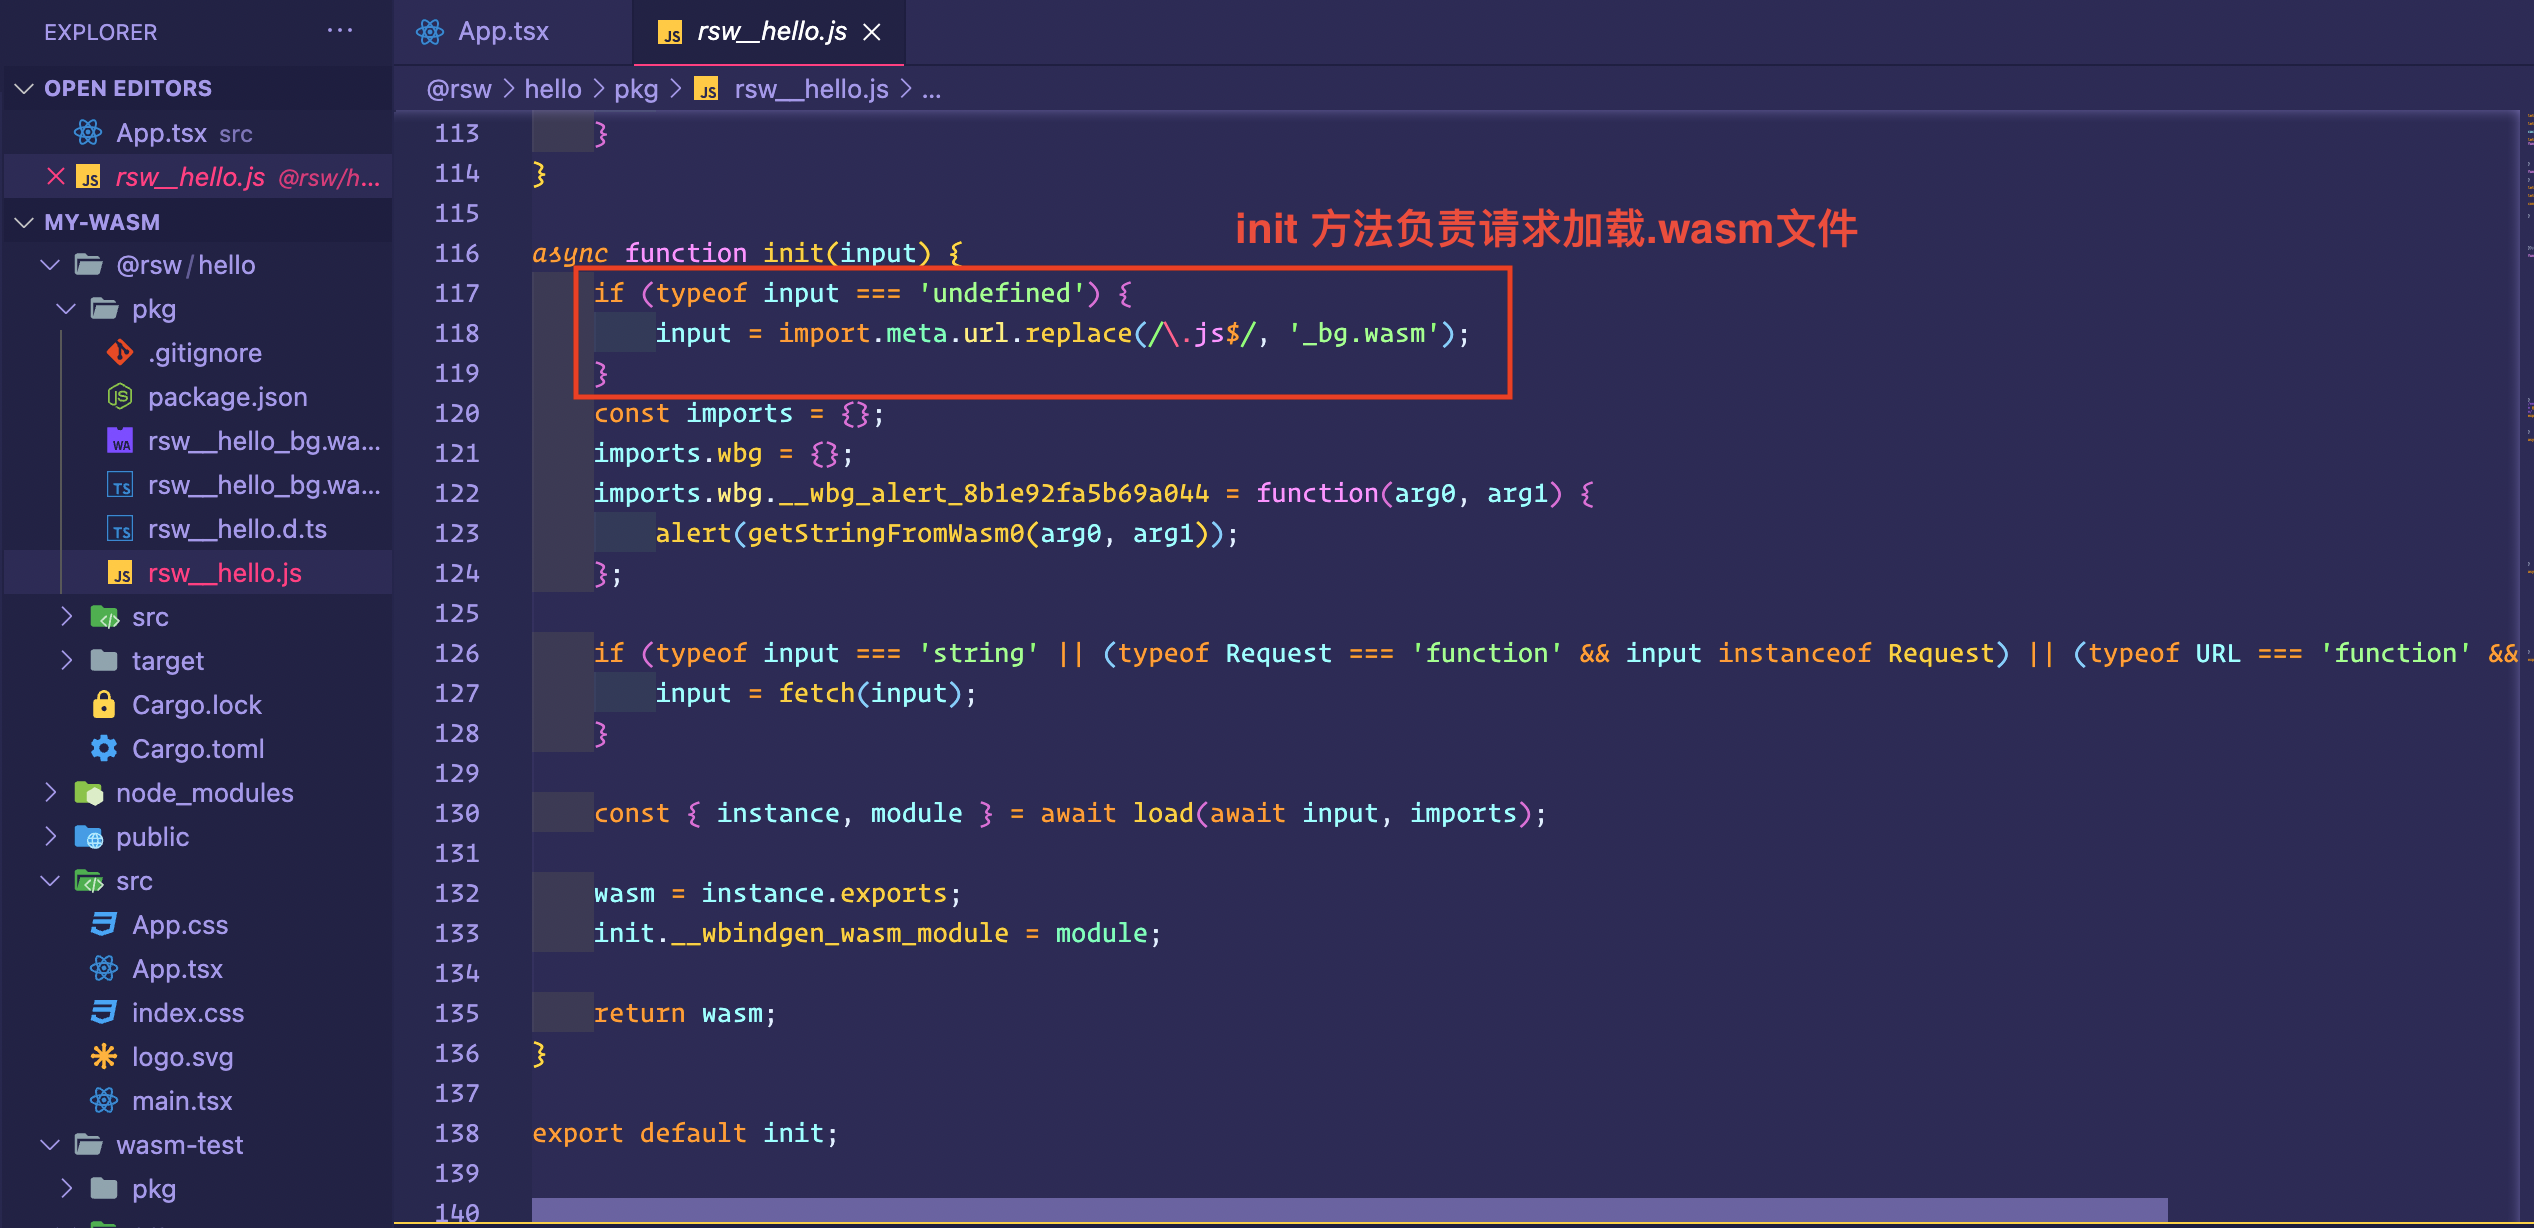 EXPLORER
···
OPEN EDITORS
App.tsx src
rsw__hello.js @rsw/h...
MY-WASM
@rsw/hello
pkg
.gitignore
package.json
rsw__hello_bg.wa...
rsw__hello_bg.wa...
rsw__hello.d.ts
rsw__hello.js
src
target
Cargo.lock
Cargo.toml
node_modules
public
src
App.css
App.tsx
index.css
logo.svg
main.tsx
wasm-test
pkg
App.tsx
rsw__hello.js
@rsw > hello > pkg > rsw__hello.js > ...
113 }
114 }
115
init 方法负责请求加载.wasm文件
116 async function init(input) {
117 if (typeof input === 'undefined') {
118 input = import.meta.url.replace(/\.js$/, '_bg.wasm');
119 }
120 const imports = {};
121 imports.wbg = {};
122 imports.wbg.__wbg_alert_8b1e92fa5b69a044 = function(arg0, arg1) {
123 alert(getStringFromWasm0(arg0, arg1));
124 };
125
126 if (typeof input === 'string' || (typeof Request === 'function' && input instanceof Request) || (typeof URL === 'function' &&
127 input = fetch(input);
128 }
129
130 const { instance, module } = await load(await input, imports);
131
132 wasm = instance.exports;
133 init.__wbindgen_wasm_module = module;
134
135 return wasm;
136 }
137
138 export default init;
139
140